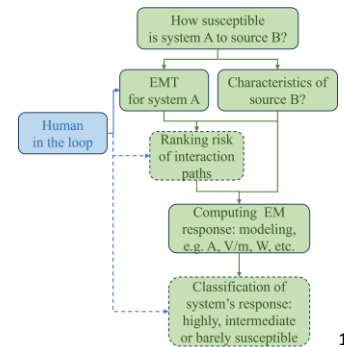 How susceptible
is system A to source B?
EMT
for system A
Characteristics of
source B?
Human
in the loop
Ranking risk
of interaction
paths
Computing EM
response: modeling,
e.g. A, V/m, W, etc.
Classification of
system's response:
highly, intermediate
or barely susceptible
1